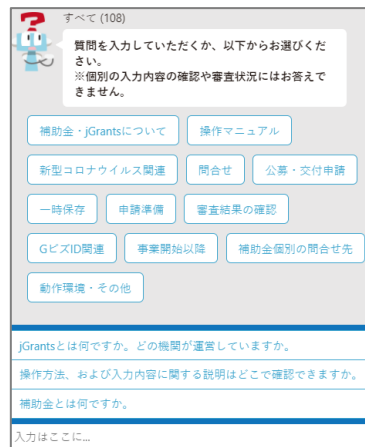 すべて (108)
質問を入力していただくか、以下からお選びくだ
さい。
※個別の入力内容の確認や審査状況にはお答えで
きません。
補助金・jGrantsについて
操作マニュアル
新型コロナウイルス関連
問合せ
公募・交付申請
一時保存
申請準備
審査結果の確認
GビズID関連
事業開始以降
補助金個別の問合せ先
動作環境・その他
jGrantsとは何ですか。どの機関が運営していますか。
操作方法、および入力内容に関する説明はどこで確認できますか。
補助金とは何ですか。
入力はここに...